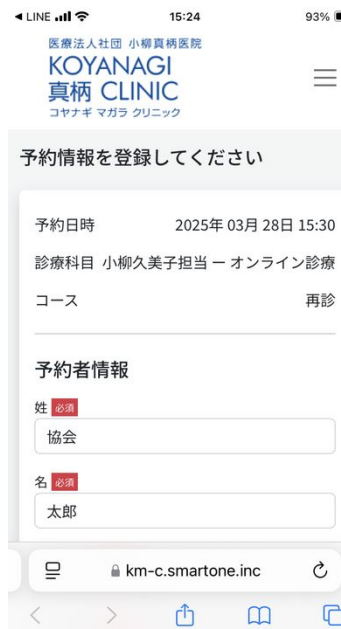 LINE
15:24
93%
医療法人社団 小柳真柄医院
KOYANAGI
真柄 CLINIC
コヤナギ マガラ クリニック
予約情報を登録してください
予約日時 2025年 03月 28日 15:30
診療科目 小柳久美子担当 ー オンライン診療
コース 再診
予約者情報
姓 必須
協会
名 必須
太郎
km-c.smartone.inc